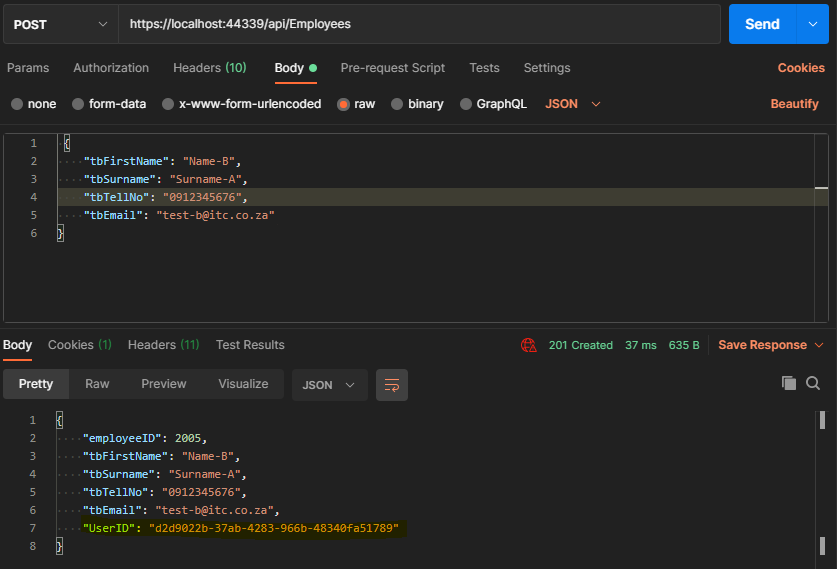 POST https://localhost:44339/api/Employees Send
Params Authorization Headers (10) Body Pre-request Script Tests Settings Cookies
none form-data x-www-form-urlencoded raw binary GraphQL JSON Beautify
1 {
2 "tbFirstName": "Name-B",
3 "tbSurname": "Surname-A",
4 "tbTellNo": "0912345676",
5 "tbEmail": "test-b@itc.co.za"
6 }
Body Cookies (1) Headers (11) Test Results 201 Created 37 ms 635 B Save Response
Pretty Raw Preview Visualize JSON
1 {
2 "employeeID": 2005,
3 "tbFirstName": "Name-B",
4 "tbSurname": "Surname-A",
5 "tbTellNo": "0912345676",
6 "tbEmail": "test-b@itc.co.za",
7 "UserID": "d2d9022b-37ab-4283-966b-48340fa51789"
8 }